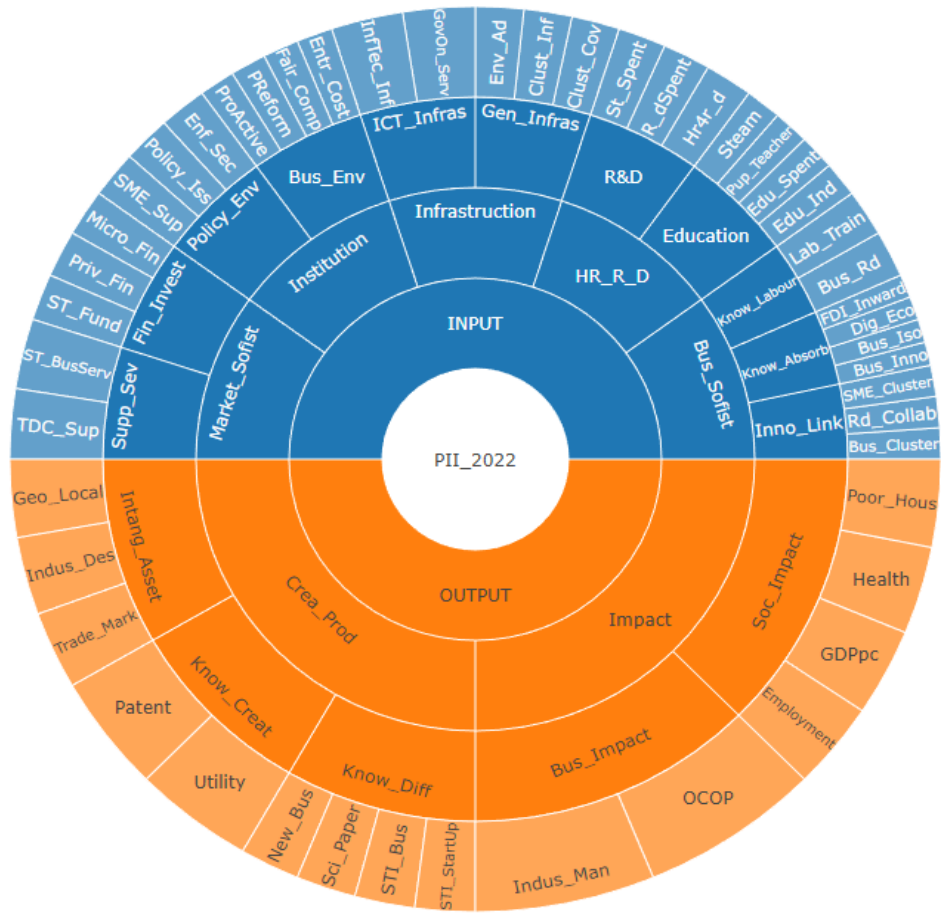 PII_2022
INPUT
OUTPUT
Market_Sofist
Institution
Infrastruction
HR_R_D
Bus_Sofist
Supp_Sev
Fin_Invest
Policy_Env
Bus_Env
ICT_Infras
Gen_Infras
R&D
Education
Know_Labour
Know_Absorb
Inno_Link
TDC_Sup
ST_BusServ
ST_Fund
Priv_Fin
Micro_Fin
SME_Sup
Policy_Iss
Enf_Sec
ProActive
PReform
Fair_Comp
Entr_Cost
InfTec_Inf
GovOn_Serv
Env_Ad
Clust_Inf
Clust_Cov
St_Spent
R_dSpent
Hr4r_d
Steam
Pup_Teacher
Edu_Spent
Edu_Ind
Lab_Train
Bus_Rd
FDI_Inward
Dig_Eco
Bus_Iso
Bus_Inno
SME_Cluster
Rd_Collab
Bus_Cluster
Crea_Prod
Impact
Intang_Asset
Know_Creat
Know_Diff
Bus_Impact
Soc_Impact
Geo_Local
Indus_Des
Trade_Mark
Patent
Utility
New_Bus
Sci_Paper
STI_Bus
STI_StartUp
Indus_Man
OCOP
Employment
GDPpc
Health
Poor_Hous